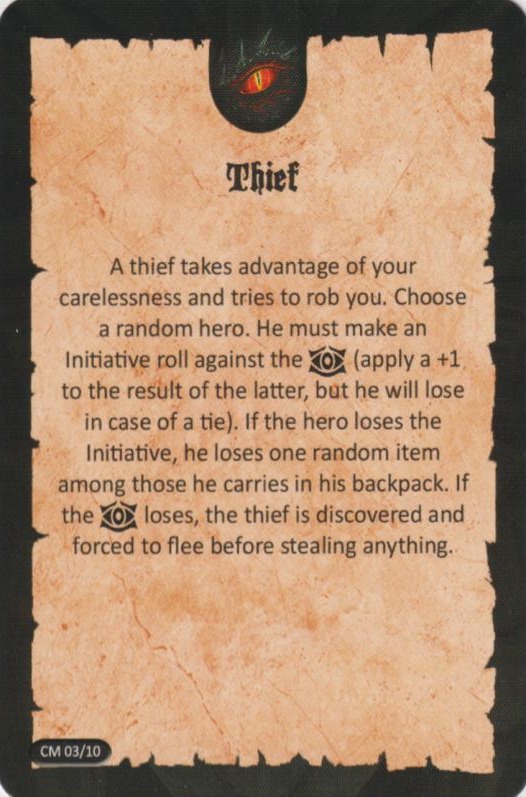 Thief
A thief takes advantage of your
carelessness and tries to rob you. Choose
a random hero. He must make an
Initiative roll against the (apply a +1
to the result of the latter, but he will lose
in case of a tie). If the hero loses the
Initiative, he loses one random item
among those he carries in his backpack. If
the loses, the thief is discovered and
forced to flee before stealing anything.
CM 03/10